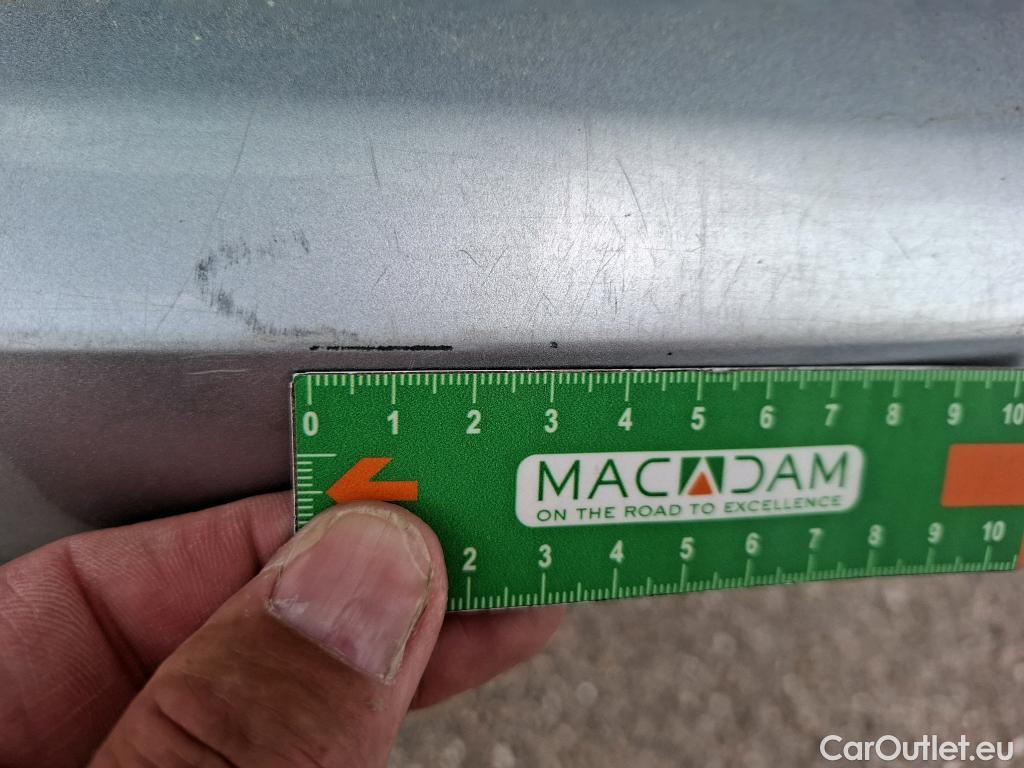 0 1 2 3 4 5 6 7 8 9 10
MACADAM
ON THE ROAD TO EXCELLENCE
2 3 4 5 6 7 8 9 10
CarOutlet.eu